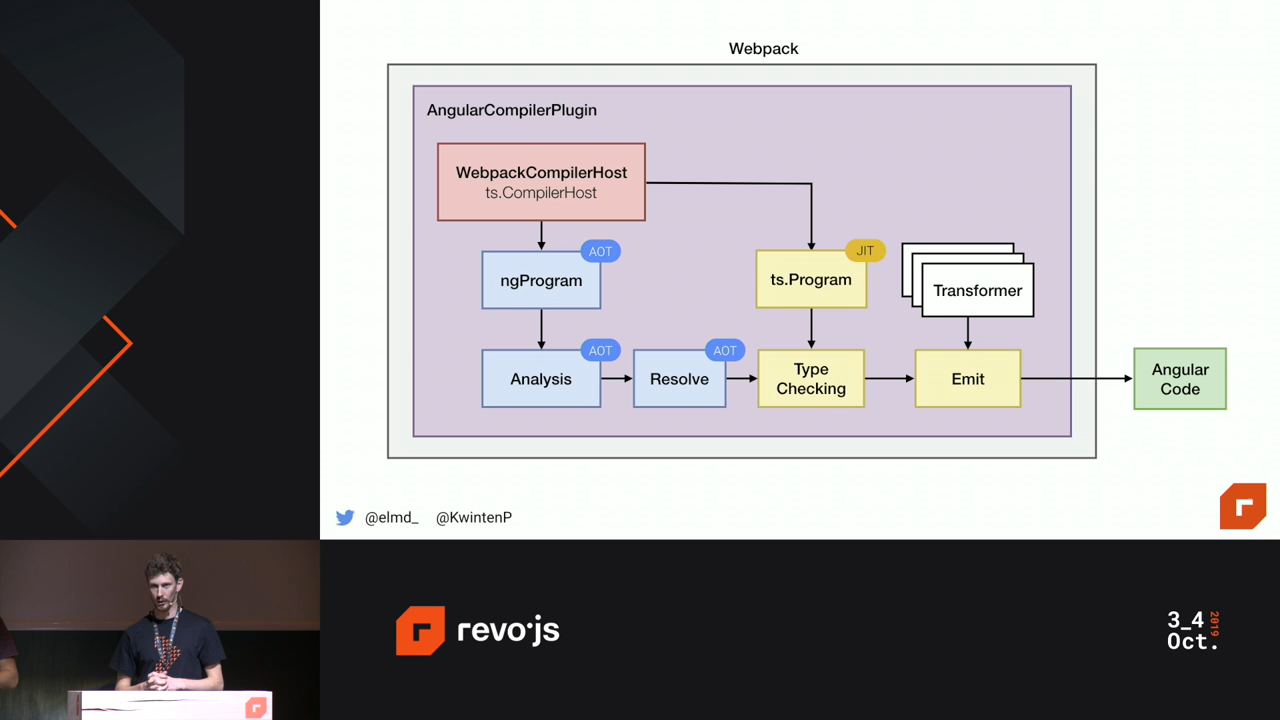 Webpack
AngularCompilerPlugin
WebpackCompilerHost
ts.CompilerHost
AOT
JIT
ngProgram
ts.Program
Transformer
AOT
AOT
Analysis
Resolve
Type
Checking
Emit
Angular
Code
@elmd_ @KwintenP
revo·js
3_4 2019
Oct.